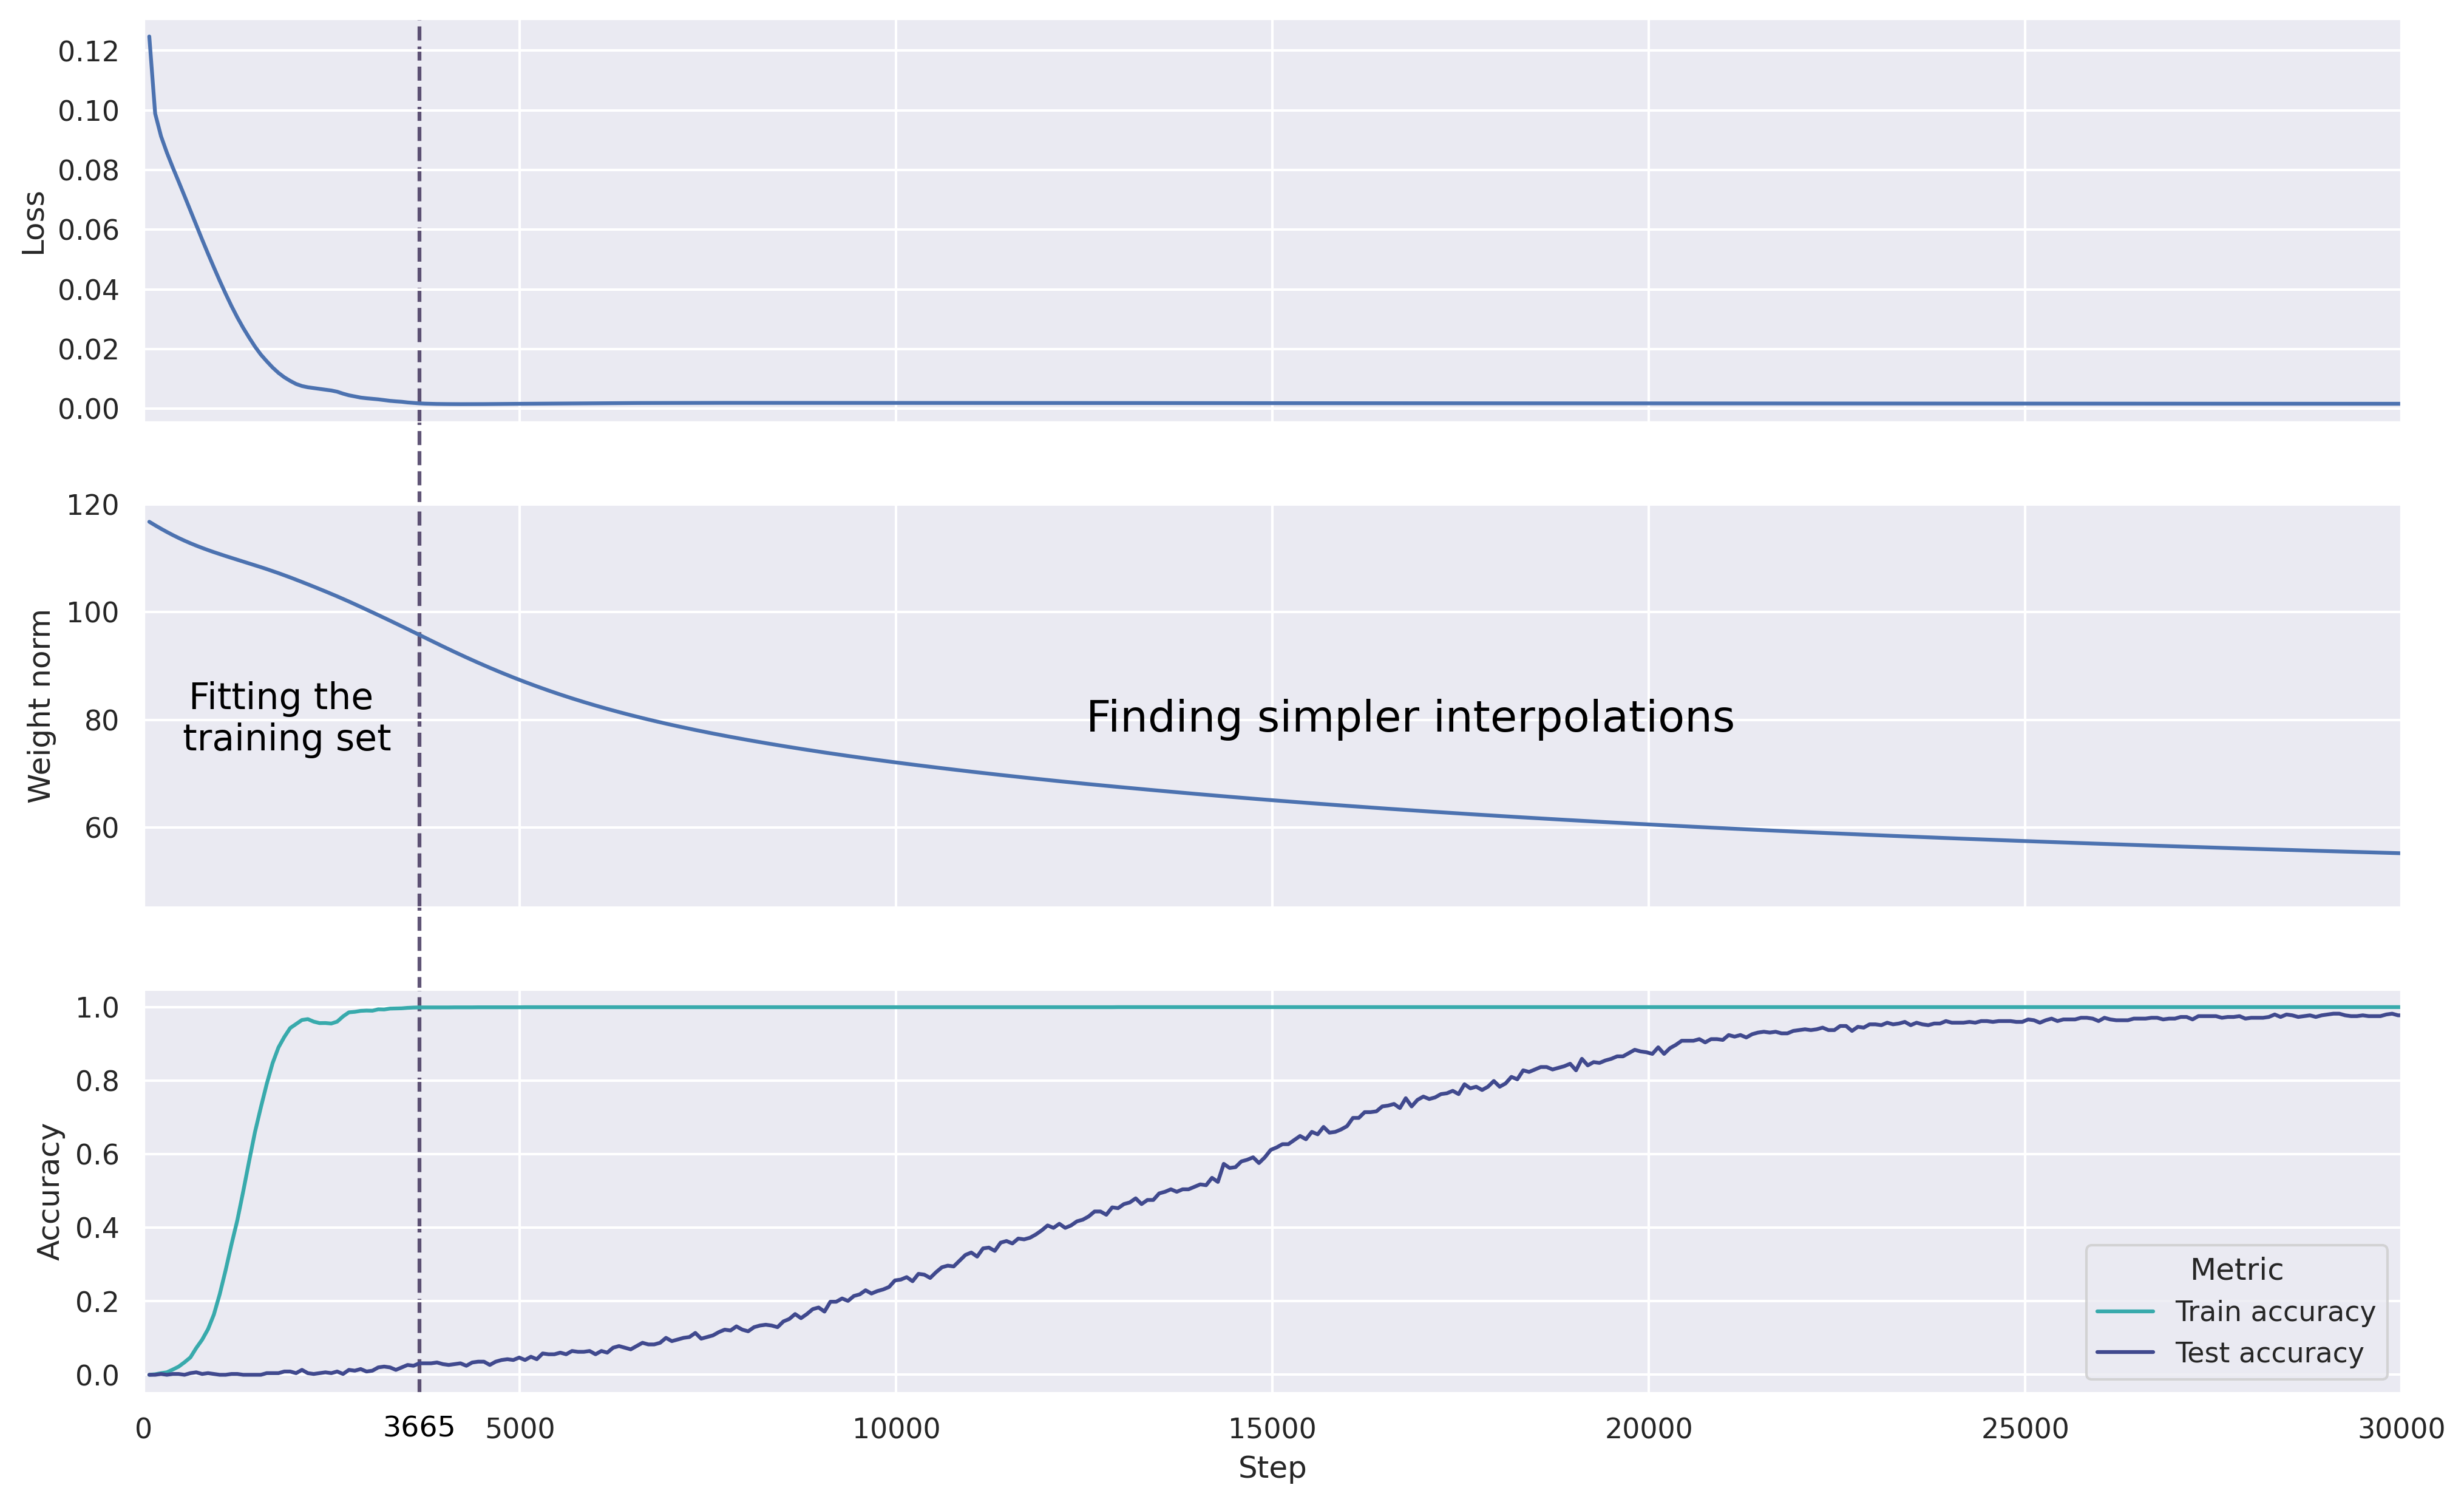 0.12
0.10
0.08
0.06
0.04
0.02
0.00
Loss
120
100
80
60
Weight norm
Fitting the
training set
Finding simpler interpolations
1.0
0.8
0.6
0.4
0.2
0.0
Accuracy
Metric
Train accuracy
Test accuracy
0 3665 5000 10000 15000 20000 25000 30000
Step